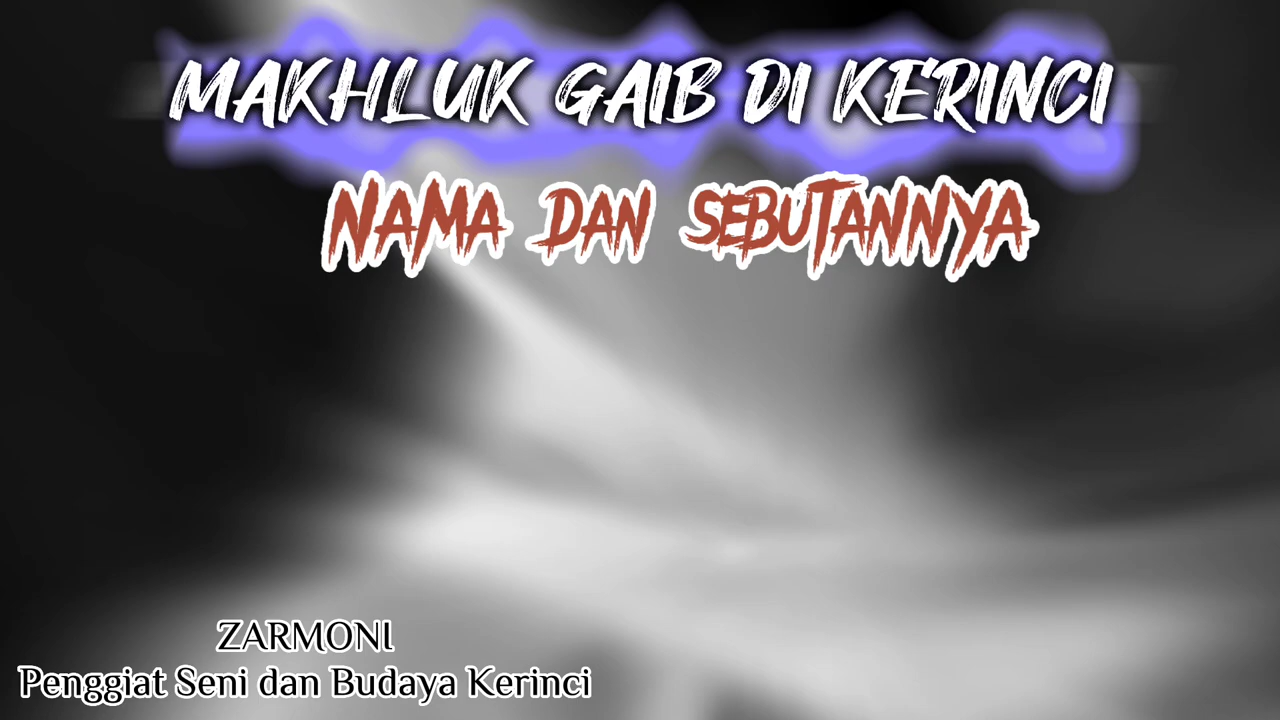 MAKHLUK GAIB DI KERINCI
NAMA DAN SEBUTANNYA
ZARMONI
Penggiat Seni dan Budaya Kerinci